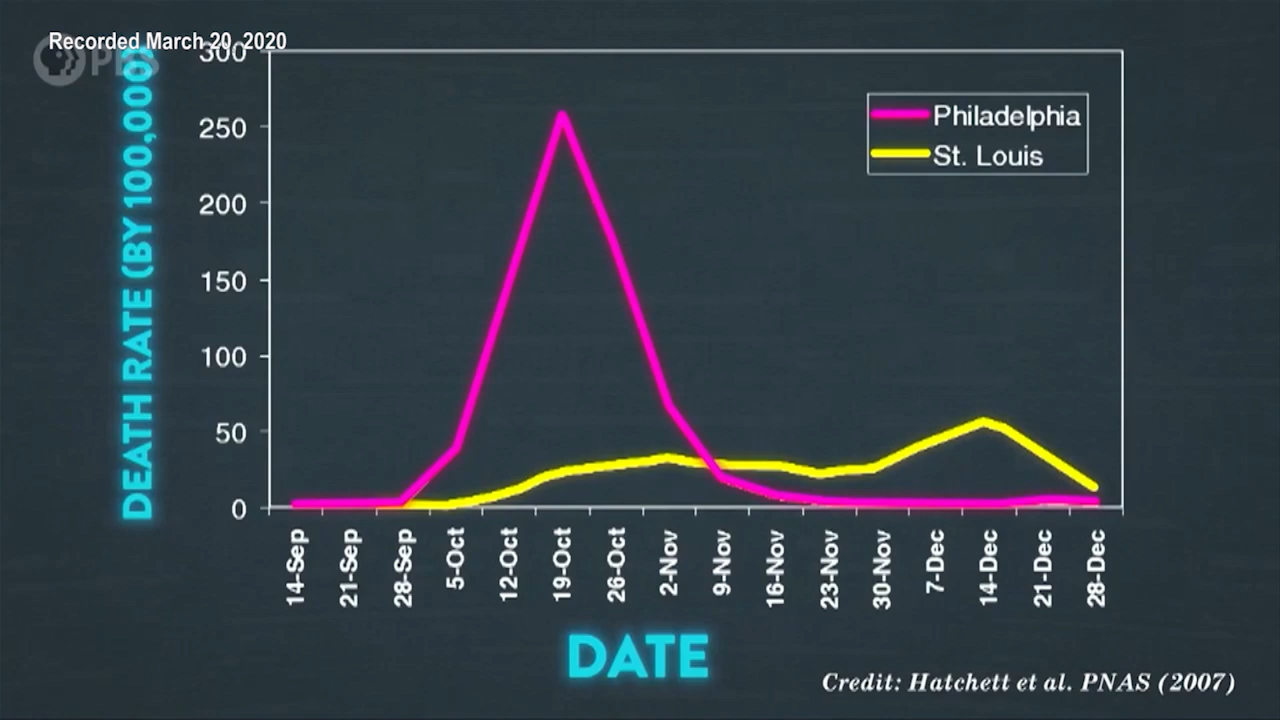 Recorded March 20, 2020
PBS
DEATH RATE (BY 100,000)
300
250
200
150
100
50
0
Philadelphia
St. Louis
14-Sep
21-Sep
28-Sep
5-Oct
12-Oct
19-Oct
26-Oct
2-Nov
9-Nov
16-Nov
23-Nov
30-Nov
7-Dec
14-Dec
21-Dec
28-Dec
DATE
Credit: Hatchett et al. PNAS (2007)